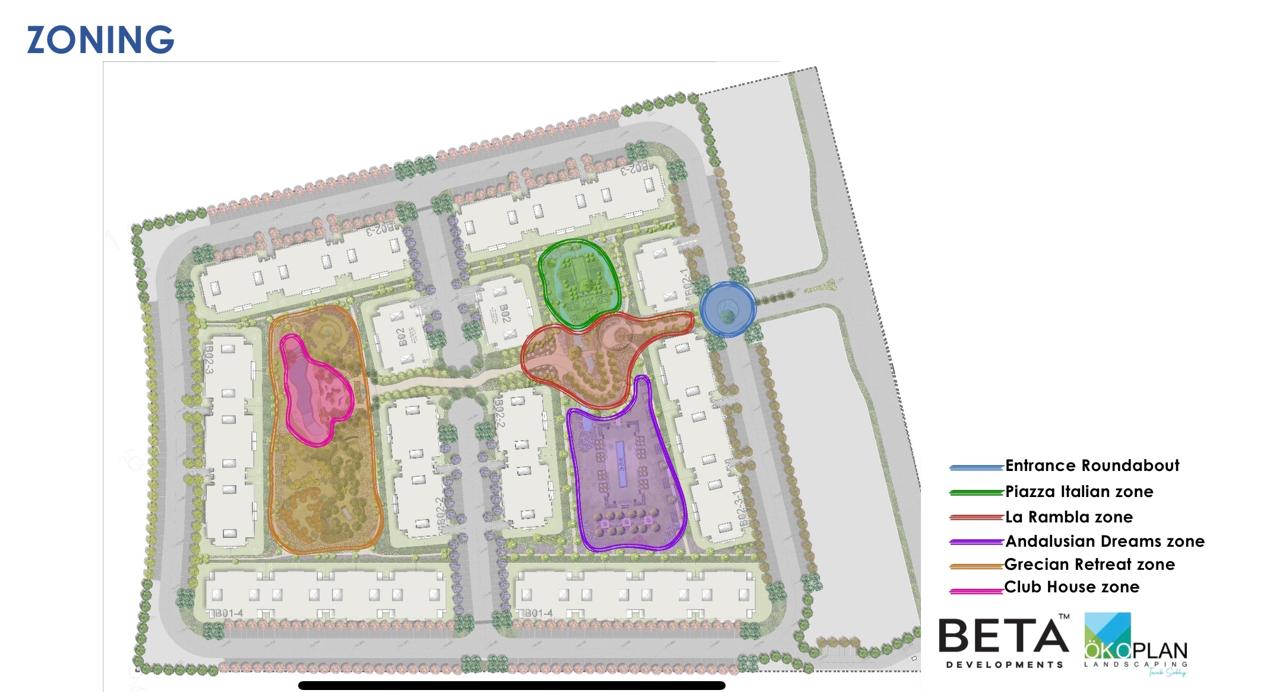 ZONING
B02-3
B02-3
B02-1
B02
B02
B02-3
B02-2
B02-2
B02-3-1
B01-4
B01-4
Entrance Roundabout
Piazza Italian zone
La Rambla zone
Andalusian Dreams zone
Grecian Retreat zone
Club House zone
BETA™
DEVELOPMENTS
ÖKOPLAN
LANDSCAPING